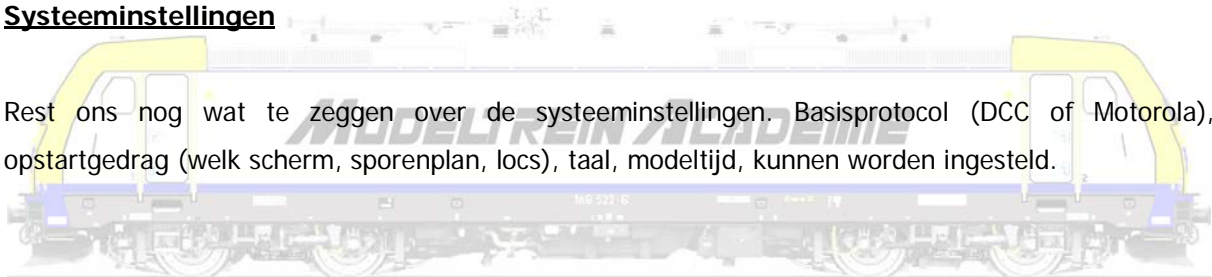 Systeeminstellingen
Rest ons nog wat te zeggen over de systeeminstellingen. Basisprotocol (DCC of Motorola),
MODELTREIN ACADEMIE
opstartgedrag (welk scherm, sporenplan, locs), taal, modeltijd, kunnen worden ingesteld.